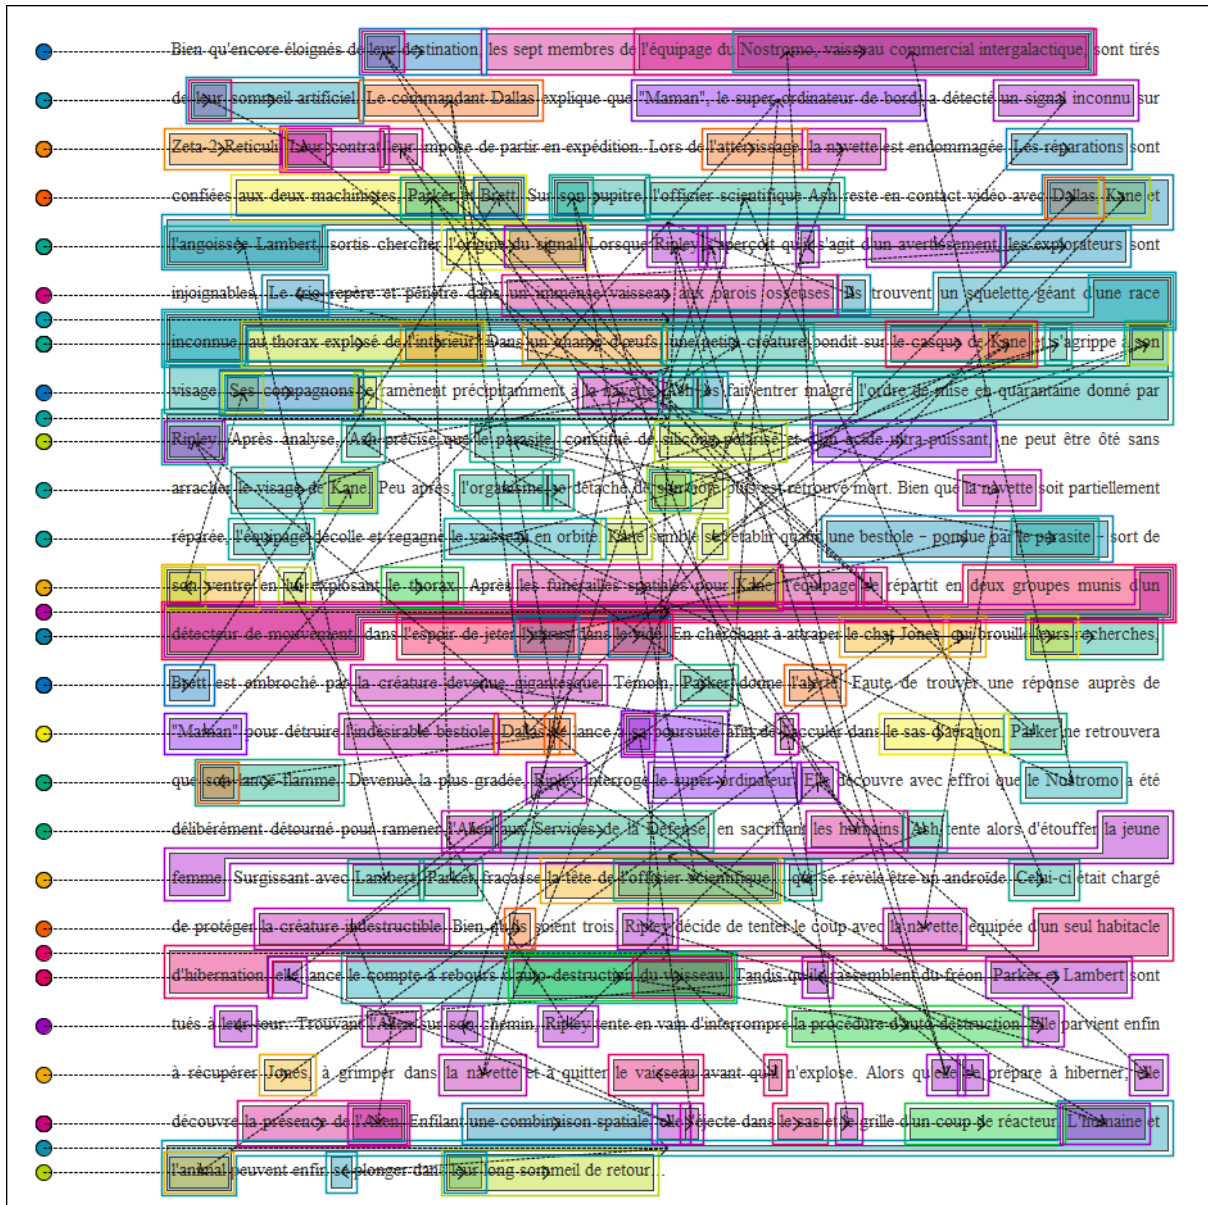 Bien qu'encore éloignés de leur destination, les sept membres de l'équipage du Nostromo, vaisseau commercial intergalactique, sont tirés
de leur sommeil artificiel. Le commandant Dallas explique que "Maman", le super-ordinateur de bord, a détecté un signal inconnu sur
Zeta-2-Reticuli. Leur contrat leur impose de partir en expédition. Lors de l'atterrissage, la navette est endommagée. Les réparations sont
confiées aux deux machinistes, Parker et Brett. Sur son pupitre, l'officier scientifique Ash reste en contact vidéo avec Dallas, Kane et
l'angoissée Lambert, sortis chercher l'origine du signal. Lorsque Ripley s'aperçoit qu'il s'agit d'un avertissement, les explorateurs sont
injoignables. Le trio repère et pénètre dans un immense vaisseau aux parois osseuses. Ils trouvent un squelette géant d'une race
inconnue, au thorax explosé de l'intérieur. Dans un champ d'œufs, une petite créature bondit sur le casque de Kane et s'agrippe à son
visage. Ses compagnons le ramènent précipitamment à la navette. Ash les fait entrer malgré l'ordre de mise en quarantaine donné par
Ripley. Après analyse, Ash précise que le parasite, constitué de silicone polarisé et d'un acide ultra-puissant, ne peut être ôté sans
arracher le visage de Kane. Peu après, l'organisme se détache de son hôte puis est retrouvé mort. Bien que la navette soit partiellement
réparée, l'équipage décolle et regagne le vaisseau en orbite. Kane semble se rétablir quand une bestiole – pondue par le parasite – sort de
son ventre en lui explosant le thorax. Après les funérailles spatiales pour Kane, l'équipage se répartit en deux groupes munis d'un
détecteur de mouvement, dans l'espoir de jeter l'intrus dans le vide. En cherchant à attraper le chat Jones, qui brouille leurs recherches,
Brett est embroché par la créature devenue gigantesque. Témoin, Parker donne l'alerte. Faute de trouver une réponse auprès de
"Maman" pour détruire l'indésirable bestiole, Dallas se lance à sa poursuite afin de l'acculer dans le sas d'aération. Parker ne retrouvera
que son lance-flamme. Devenue la plus gradée, Ripley interroge le super-ordinateur. Elle découvre avec effroi que le Nostromo a été
délibérément détourné pour ramener l'Alien aux Services de la Défense, en sacrifiant les humains. Ash tente alors d'étouffer la jeune
femme. Surgissant avec Lambert, Parker fracasse la tête de l'officier scientifique, qui se révèle être un androïde. Celui-ci était chargé
de protéger la créature indestructible. Bien qu'ils soient trois, Ripley décide de tenter le coup avec la navette, équipée d'un seul habitacle
d'hibernation, elle lance le compte à rebours d'auto-destruction du vaisseau. Tandis qu'ils rassemblent du fréon, Parker et Lambert sont
tués à leur tour. Trouvant l'Alien sur son chemin, Ripley tente en vain d'interrompre la procédure d'auto-destruction. Elle parvient enfin
à récupérer Jones, à grimper dans la navette et à quitter le vaisseau avant qu'il n'explose. Alors qu'elle se prépare à hiberner, elle
découvre la présence de l'Alien. Enfilant une combinaison spatiale, elle l'éjecte dans le sas et le grille d'un coup de réacteur. L'humaine et
l'animal peuvent enfin se plonger dans leur long sommeil de retour...